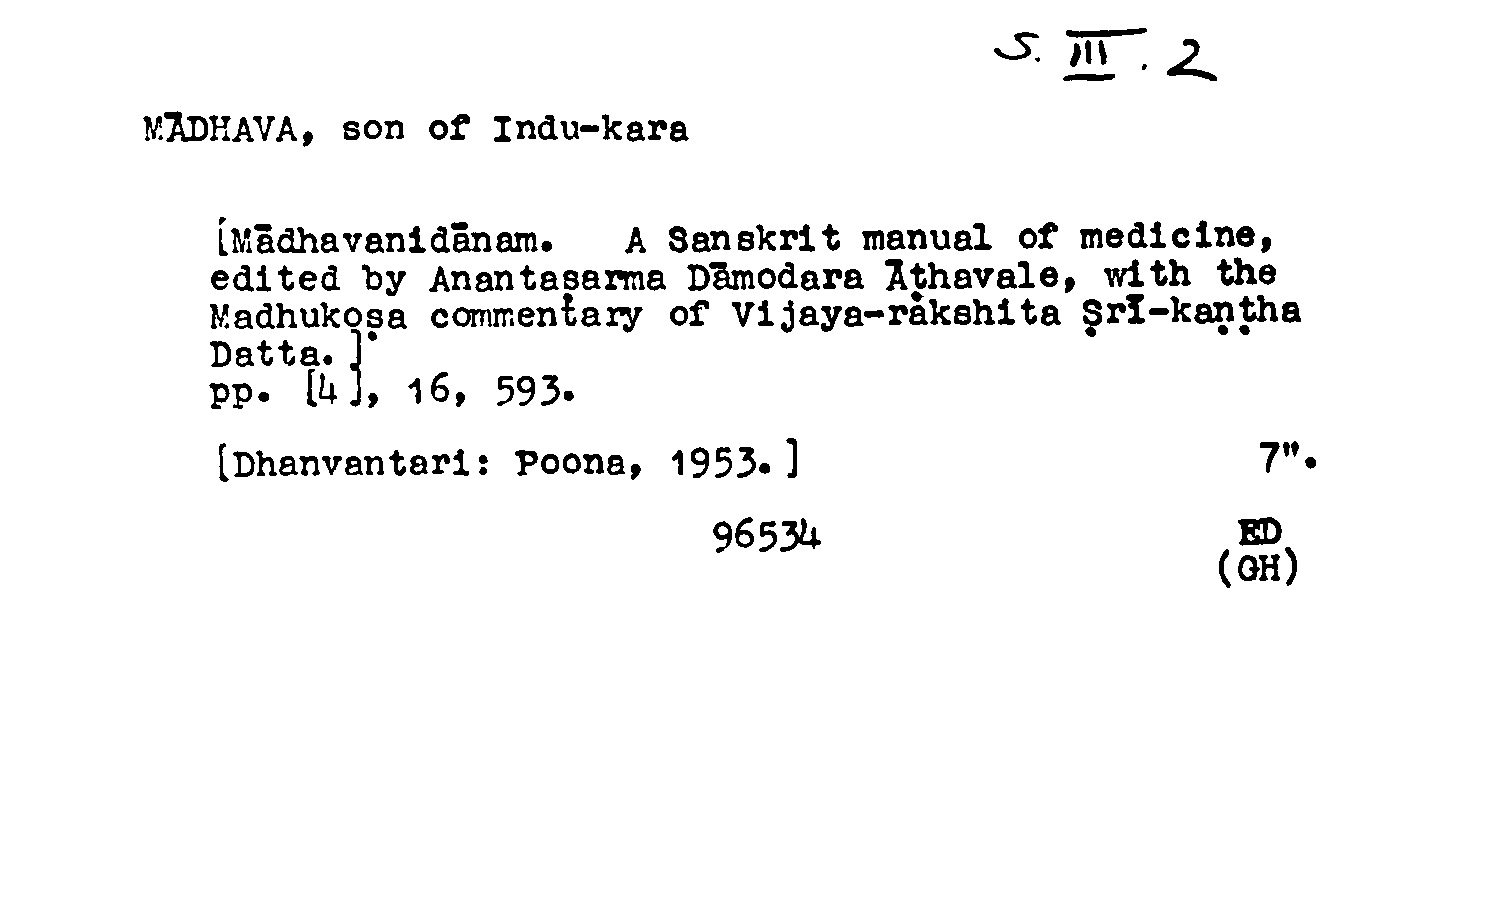 S. III. 2
MĀDHAVA, son of Indu-kara
[Mādhavanidānam. A Sanskrit manual of medicine,
edited by Anantaṣarma Dāmodara Āṭhavale, with the
Madhukoṣa commentary of Vijaya-rakshita Ṣrī-kaṇṭha
Datta.]
pp. [4], 16, 593.
[Dhanvantari: Poona, 1953.] 7".
96534 ED
(GH)